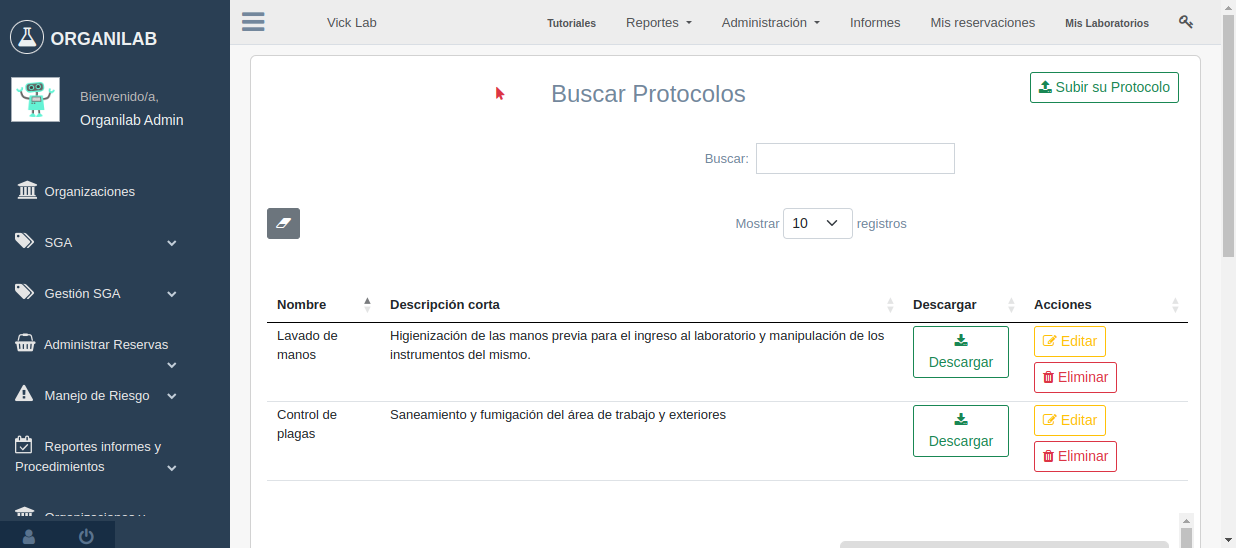 ORGANILAB
Bienvenido/a,
Organilab Admin
Organizaciones
SGA
Gestión SGA
Administrar Reservas
Manejo de Riesgo
Reportes informes y
Procedimientos
Vick Lab
Tutoriales
Reportes
Administración
Informes
Mis reservaciones
Mis Laboratorios
Buscar Protocolos
Subir su Protocolo
Buscar:
Mostrar 10 registros
Nombre Descripción corta Descargar Acciones
Lavado de
manos
Higienización de las manos previa para el ingreso al laboratorio y manipulación de los
instrumentos del mismo.
Descargar
Editar
Eliminar
Control de
plagas
Saneamiento y fumigación del área de trabajo y exteriores
Descargar
Editar
Eliminar